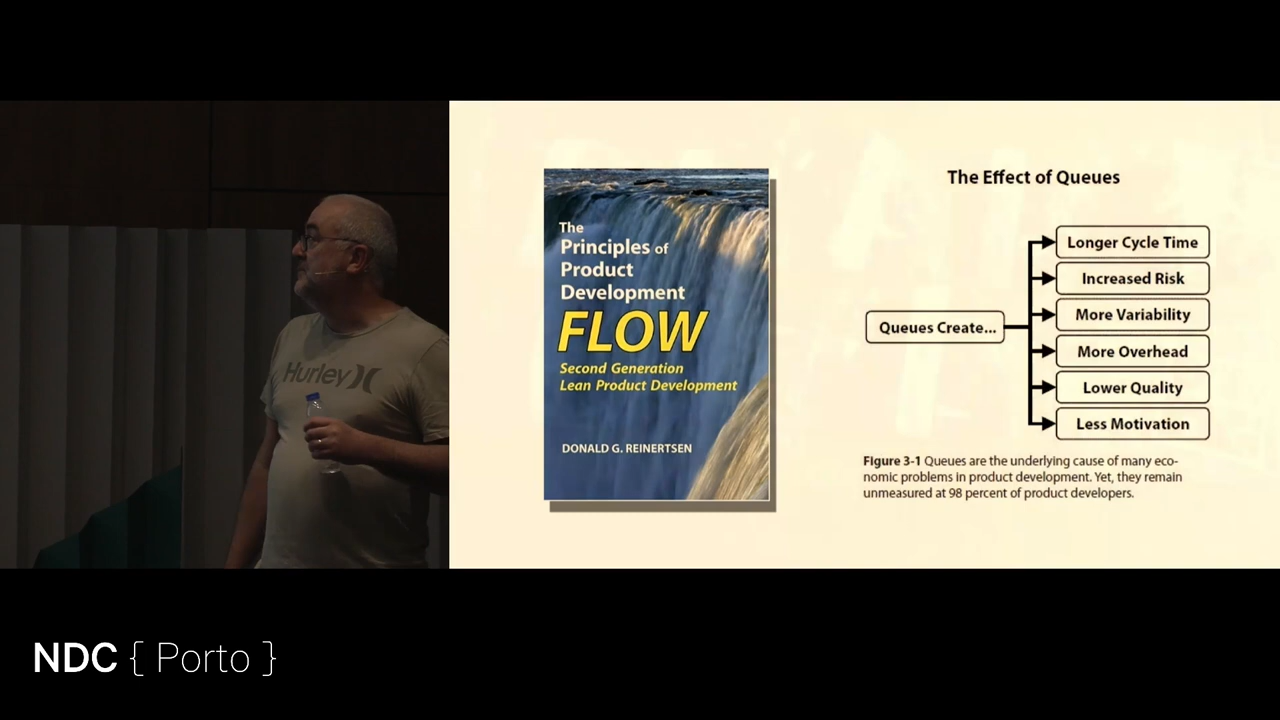 Hurley
The
Principles of
Product
Development
FLOW
Second Generation
Lean Product Development
DONALD G. REINERTSEN
The Effect of Queues
Queues Create...
Longer Cycle Time
Increased Risk
More Variability
More Overhead
Lower Quality
Less Motivation
Figure 3-1 Queues are the underlying cause of many eco-
nomic problems in product development. Yet, they remain
unmeasured at 98 percent of product developers.
NDC { Porto }